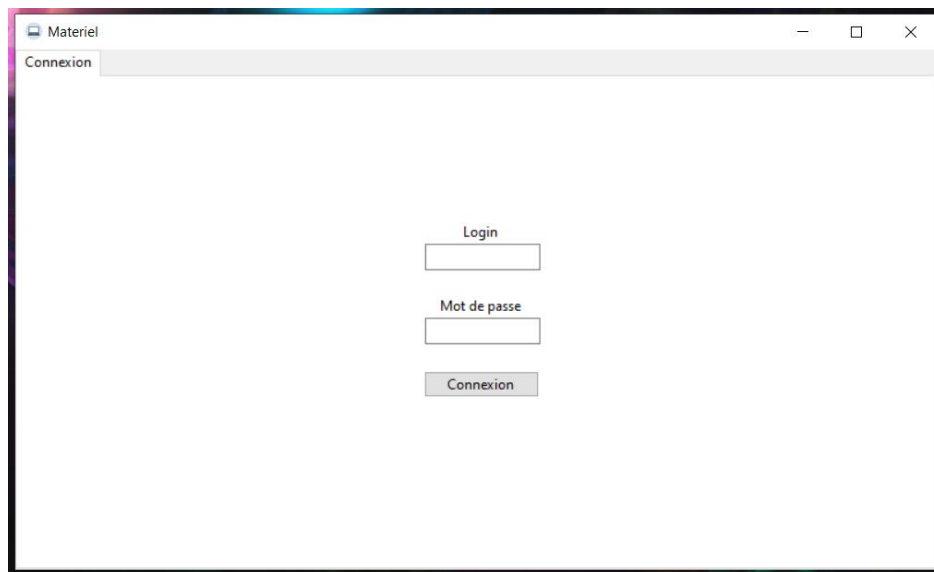 Materiel
Connexion
Login
Mot de passe
Connexion